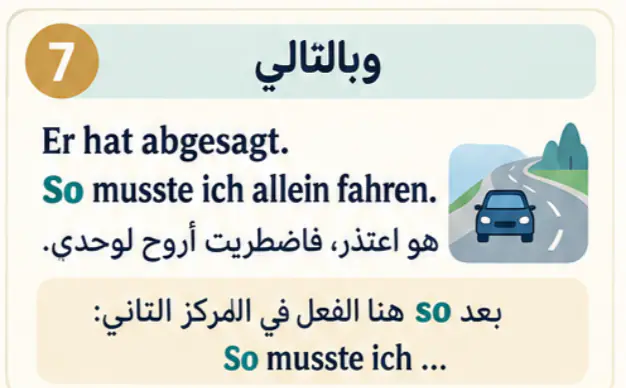 7
وبالتالي
Er hat abgesagt.
So musste ich allein fahren.
هو اعتذر، فاضطريت أروح لوحدي.
بعد so هنا الفعل في المركز التاني:
So musste ich ...